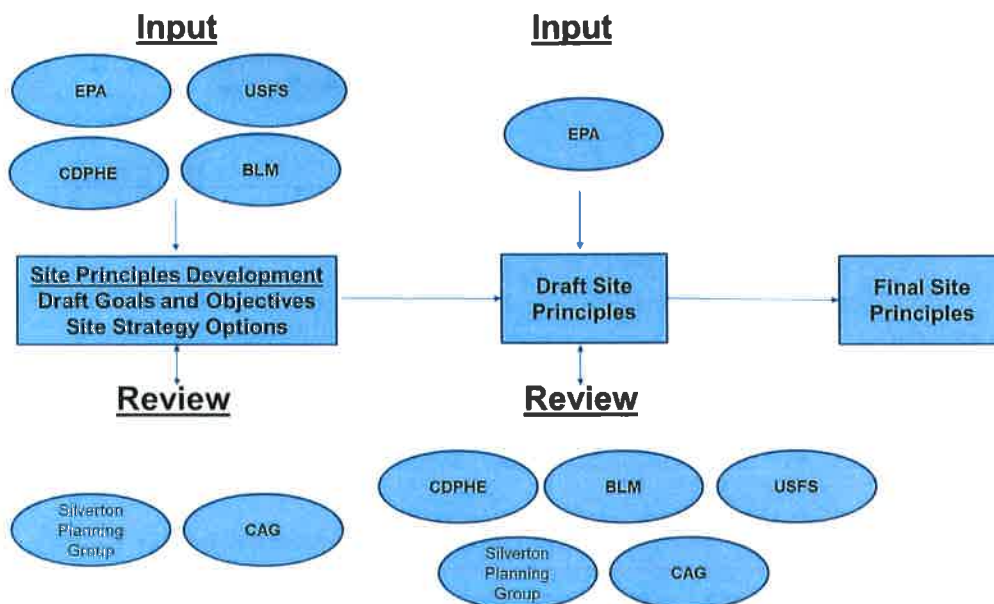 Input
Input
EPA
USFS
CDPHE
BLM
EPA
Site Principles Development
Draft Goals and Objectives
Site Strategy Options
Draft Site
Principles
Final Site
Principles
Review
Review
Silverton
Planning
Group
CAG
CDPHE
BLM
USFS
Silverton
Planning
Group
CAG